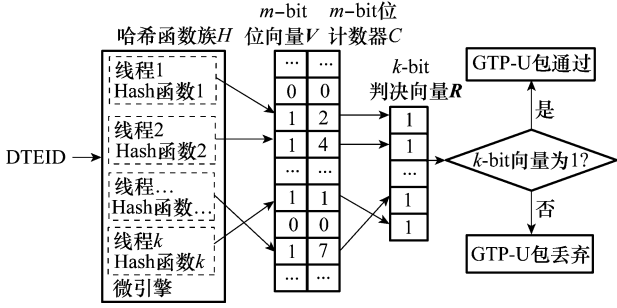 哈希函数族H
m-bit
位向量V
m-bit位
计数器C
k-bit
判决向量R
DTEID
线程1
Hash函数1
线程2
Hash函数2
线程…
Hash函数…
线程k
Hash函数k
微引擎
… …
0 0
1 2
1 4
… …
1 1
0 0
1 7
… …
1
1
…
1
1
GTP-U包通过
是
k-bit向量为1?
否
GTP-U包丢弃